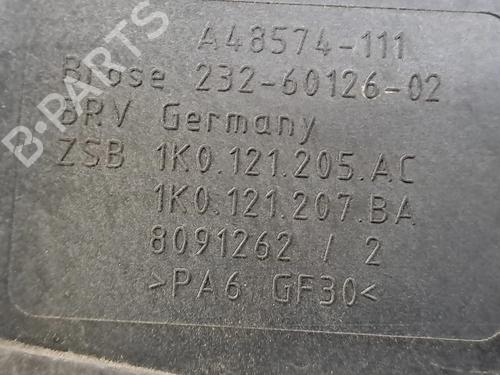 A48574-111
Brose 232-60126-02
BRV Germany
ZSB 1K0.121.205.AC
1K0.121.207.BA
8091262 / 2
>PA6 GF30<
B-PARTS